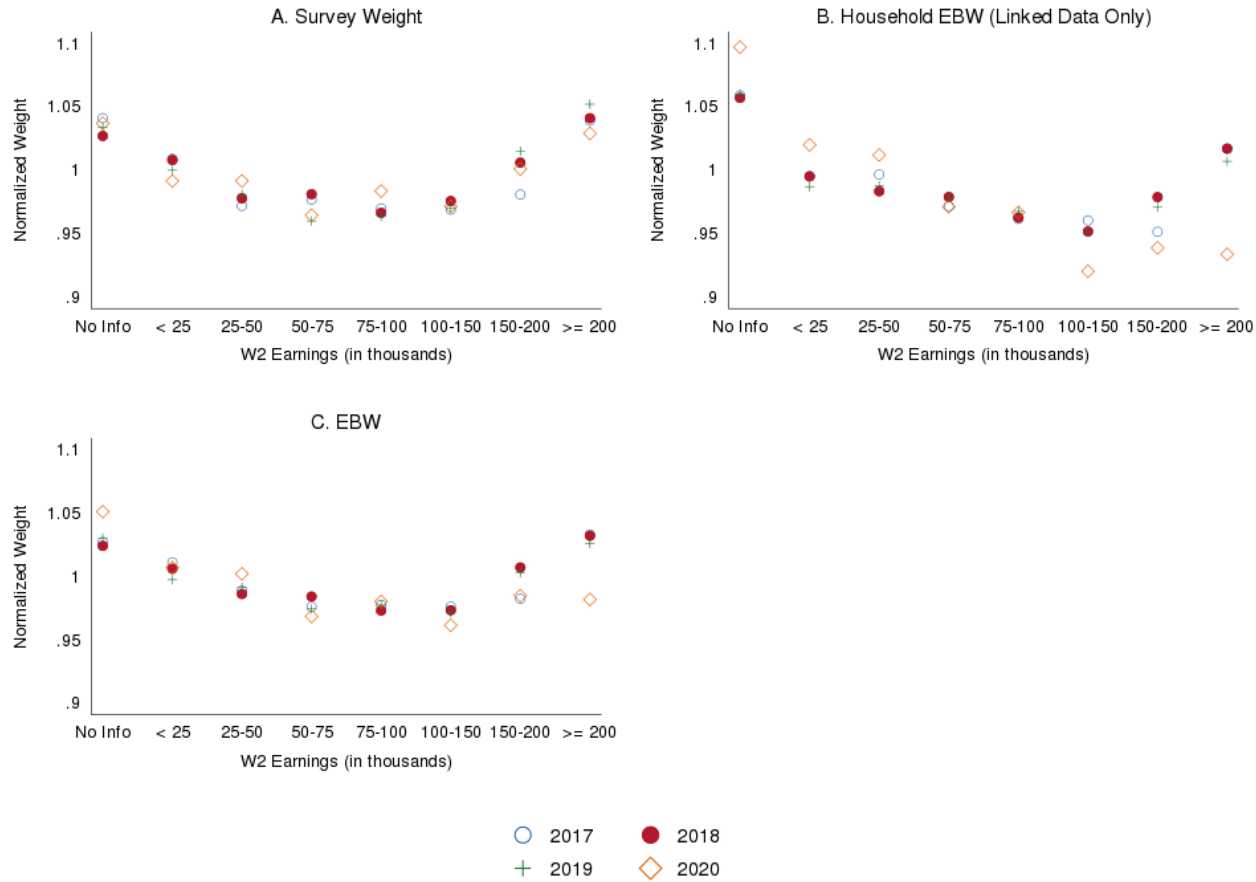 A. Survey Weight
Normalized Weight
1.1
1.05
1
.95
.9
No Info < 25 25-50 50-75 75-100 100-150 150-200 >= 200
W2 Earnings (in thousands)
B. Household EBW (Linked Data Only)
Normalized Weight
1.1
1.05
1
.95
.9
No Info < 25 25-50 50-75 75-100 100-150 150-200 >= 200
W2 Earnings (in thousands)
C. EBW
Normalized Weight
1.1
1.05
1
.95
.9
No Info < 25 25-50 50-75 75-100 100-150 150-200 >= 200
W2 Earnings (in thousands)
2017 2018
2019 2020